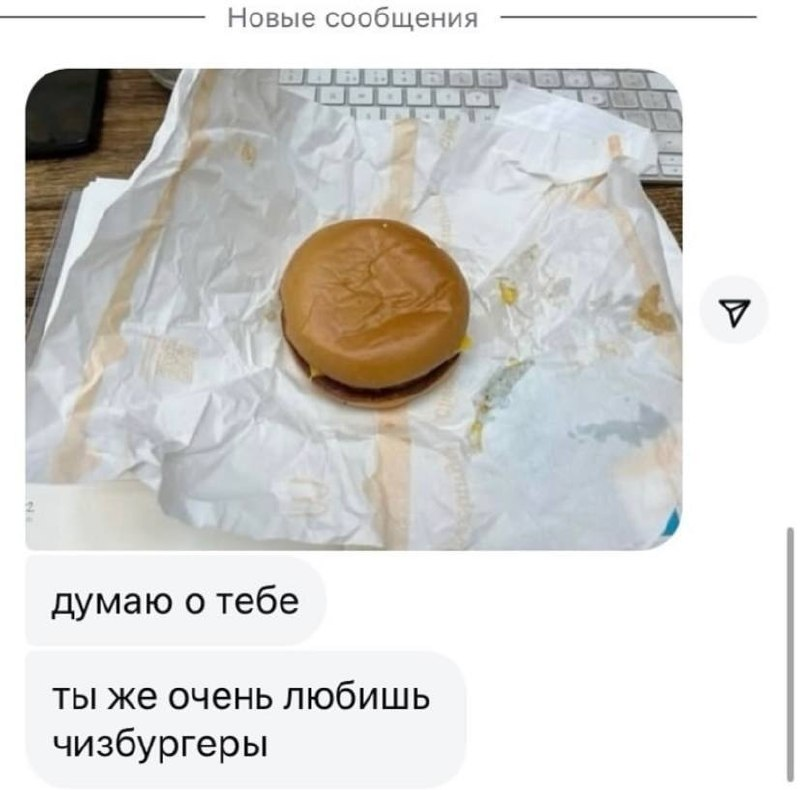 Новые сообщения
думаю о тебе
ты же очень любишь
чизбургеры